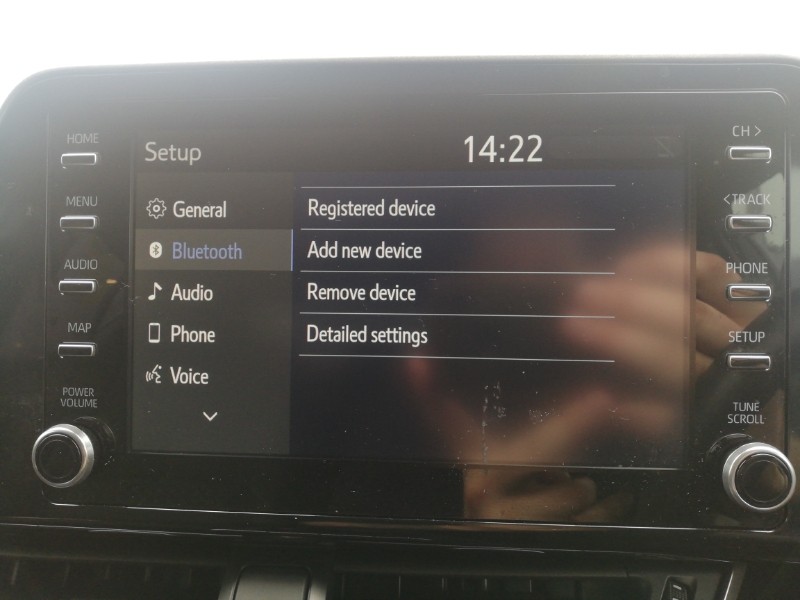 HOME
MENU
AUDIO
MAP
POWER
VOLUME
Setup
14:22
General
Bluetooth
Audio
Phone
Voice
Registered device
Add new device
Remove device
Detailed settings
CH >
<TRACK
PHONE
SETUP
TUNE
SCROLL